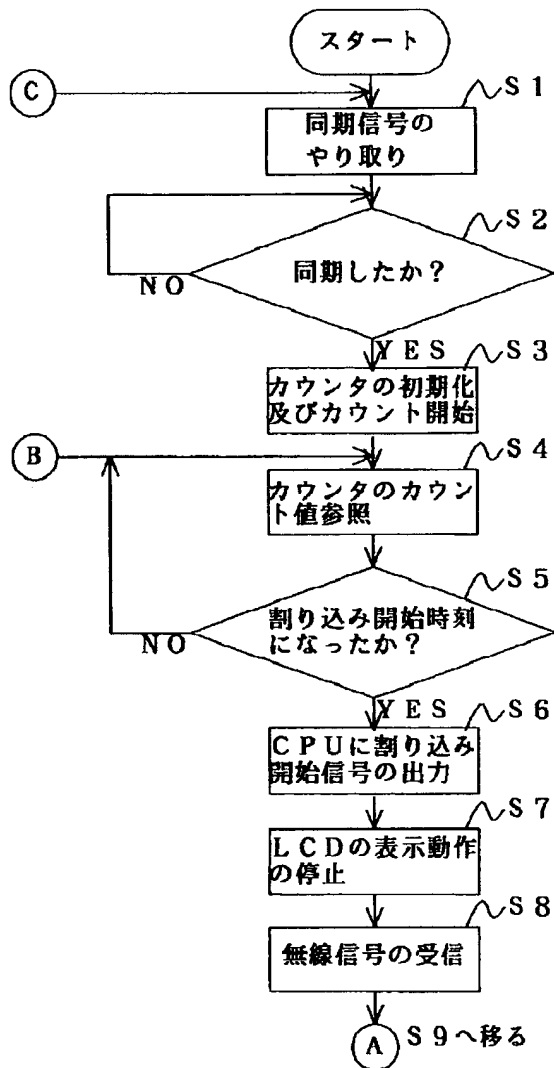 スタート
C
S1
同期信号の
やり取り
S2
同期したか?
NO
YES
S3
カウンタの初期化
及びカウント開始
B
S4
カウンタのカウン
ト値参照
S5
割り込み開始時刻
になったか?
NO
YES
S6
CPUに割り込み
開始信号の出力
S7
LCDの表示動作
の停止
S8
無線信号の受信
A
S9へ移る